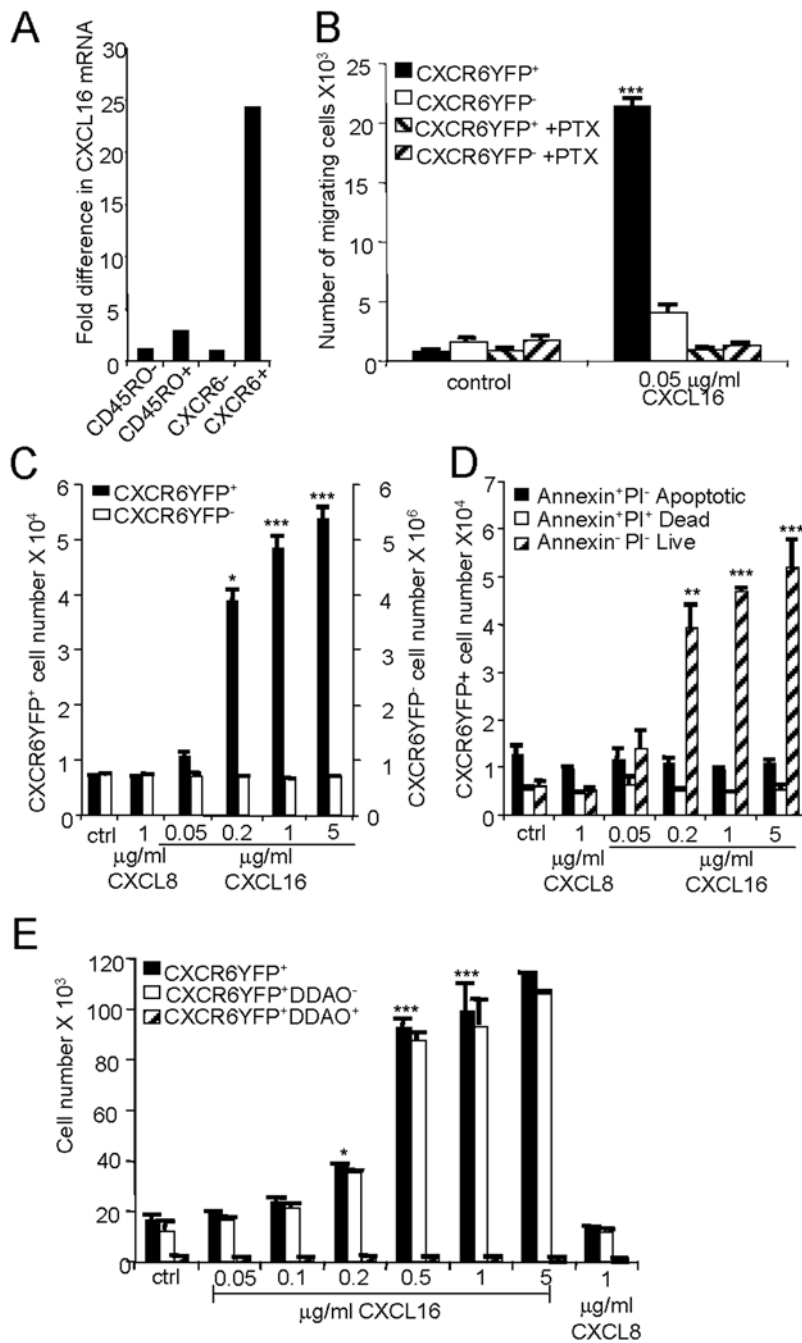 A
Fold difference in CXCL16 mRNA
30
25
20
15
10
5
0
CD45RO-
CD45RO+
CXCR6-
CXCR6+
B
Number of migrating cells X10³
25
20
15
10
5
0
CXCR6YFP⁺
CXCR6YFP⁻
CXCR6YFP⁺ +PTX
CXCR6YFP⁻ +PTX
***
control
0.05 µg/ml
CXCL16
C
CXCR6YFP⁺ cell number X 10⁴
6
5
4
3
2
1
0
CXCR6YFP⁺
CXCR6YFP⁻
*
***
***
6
5
4
3
2
1
0
CXCR6YFP⁻ cell number X 10⁶
ctrl
1
0.05
0.2
1
5
µg/ml
CXCL8
µg/ml
CXCL16
D
CXCR6YFP+ cell number X 10⁴
7
6
5
4
2
1
0
Annexin⁺PI⁻ Apoptotic
Annexin⁺PI⁺ Dead
Annexin⁻ PI⁻ Live
**
***
***
ctrl
1
0.05
0.2
1
5
µg/ml
CXCL8
µg/ml
CXCL16
E
Cell number X 10³
120
100
80
60
40
20
0
CXCR6YFP⁺
CXCR6YFP⁺DDAO⁻
CXCR6YFP⁺DDAO⁺
*
***
***
ctrl
0.05
0.1
0.2
0.5
1
5
1
µg/ml CXCL16
µg/ml
CXCL8